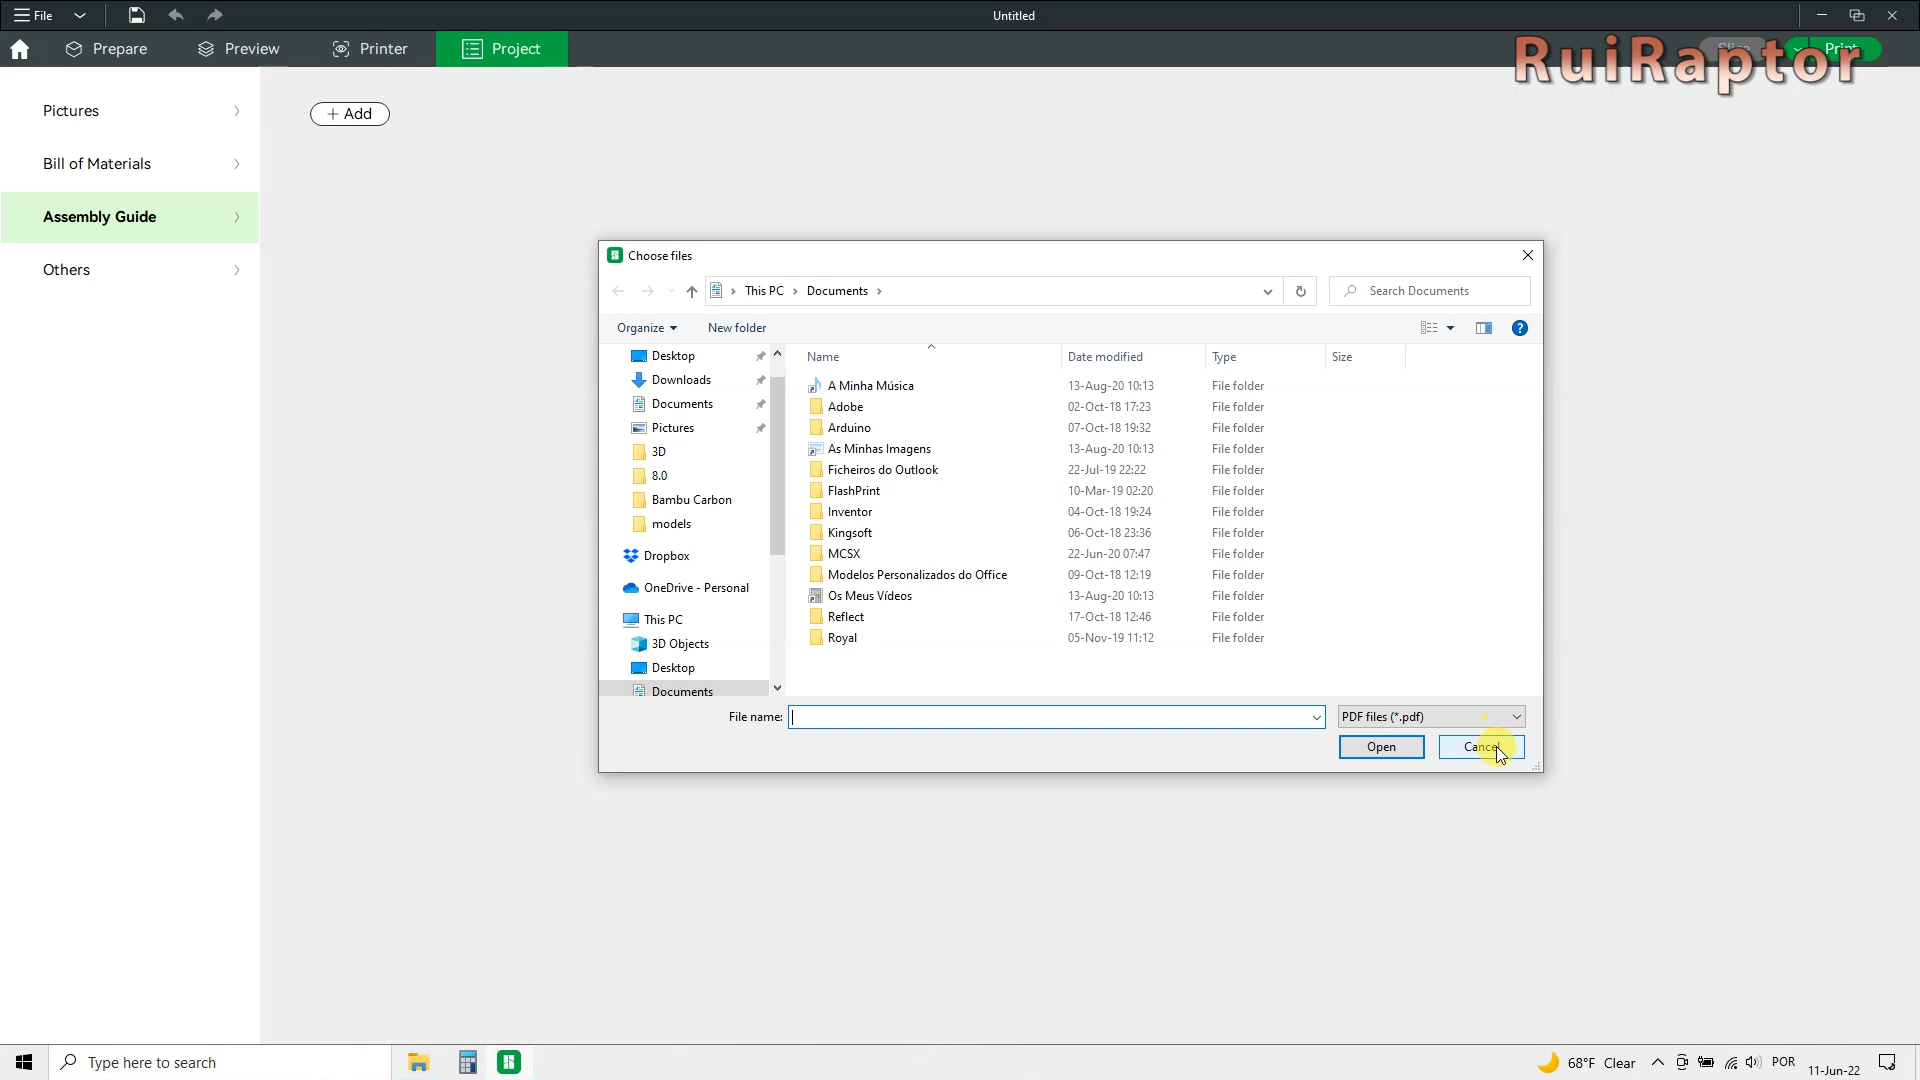 File
Untitled
Prepare
Preview
Printer
Project
Slice
Print
RuiRaptor
Pictures
Bill of Materials
Assembly Guide
Others
+ Add
Choose files
This PC > Documents >
Search Documents
Organize
New folder
Desktop
Downloads
Documents
Pictures
3D
8.0
Bambu Carbon
models
Dropbox
OneDrive - Personal
This PC
3D Objects
Desktop
Documents
Name Date modified Type Size
A Minha Música 13-Aug-20 10:13 File folder
Adobe 02-Oct-18 17:23 File folder
Arduino 07-Oct-18 19:32 File folder
As Minhas Imagens 13-Aug-20 10:13 File folder
Ficheiros do Outlook 22-Jul-19 22:22 File folder
FlashPrint 10-Mar-19 02:20 File folder
Inventor 04-Oct-18 19:24 File folder
Kingsoft 06-Oct-18 23:36 File folder
MCSX 22-Jun-20 07:47 File folder
Modelos Personalizados do Office 09-Oct-18 12:19 File folder
Os Meus Vídeos 13-Aug-20 10:13 File folder
Reflect 17-Oct-18 12:46 File folder
Royal 05-Nov-19 11:12 File folder
File name:
PDF files (*.pdf)
Open
Cancel
Type here to search
68°F Clear
POR
11-Jun-22